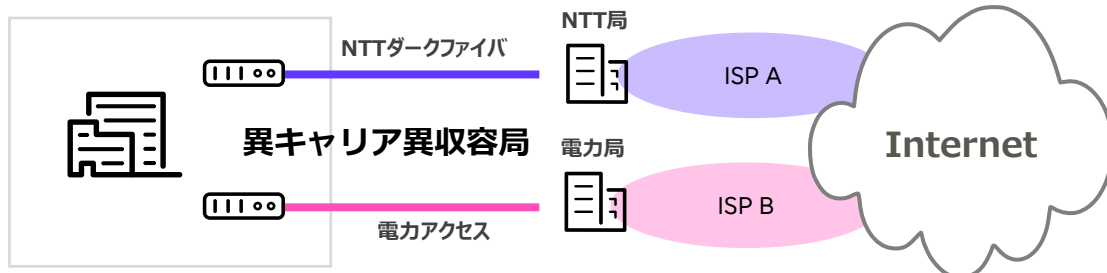 NTT局
NTTダークファイバ
ISP A
異キャリア異収容局
電力局
Internet
ISP B
電力アクセス